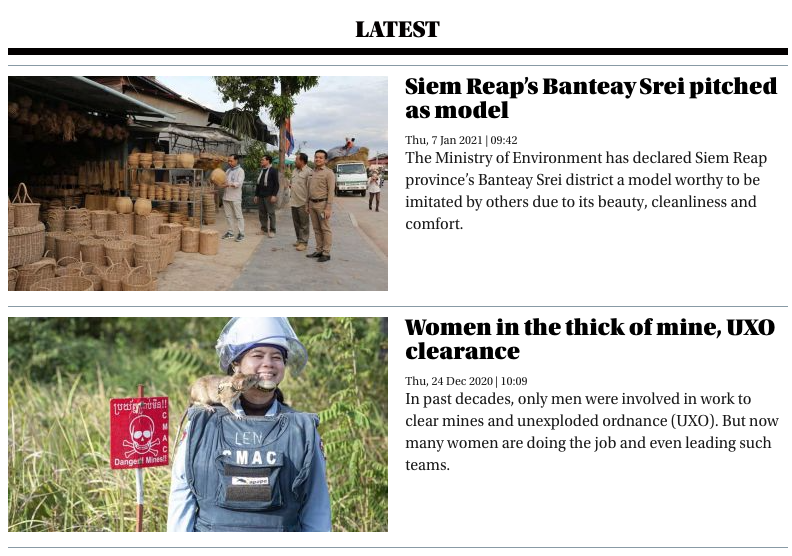 LATEST
Siem Reap’s Banteay Srei pitched
as model
Thu, 7 Jan 2021 | 09:42
The Ministry of Environment has declared Siem Reap
province’s Banteay Srei district a model worthy to be
imitated by others due to its beauty, cleanliness and
comfort.
Women in the thick of mine, UXO
clearance
Thu, 24 Dec 2020 | 10:09
In past decades, only men were involved in work to
clear mines and unexploded ordnance (UXO). But now
many women are doing the job and even leading such
teams.
CMAC
Danger!! Mines!!
LEN
CMAC
apopo